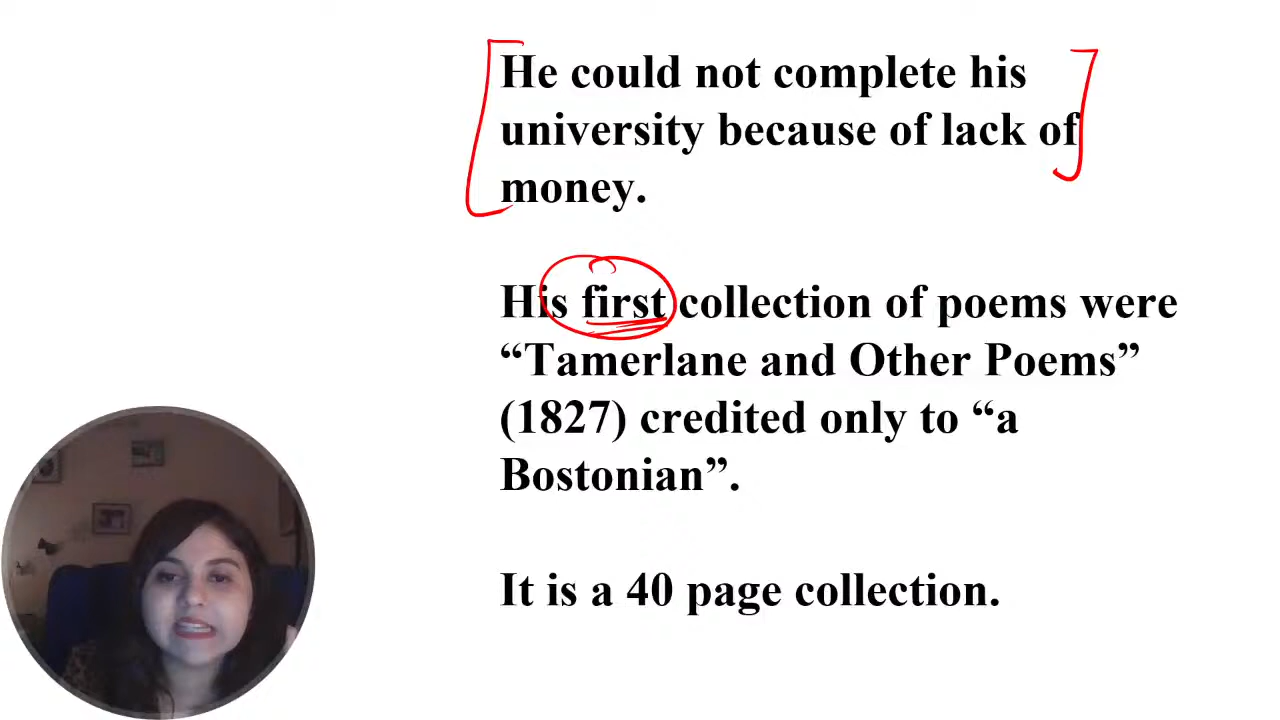 He could not complete his
university because of lack of
money.
His first collection of poems were
“Tamerlane and Other Poems”
(1827) credited only to “a
Bostonian”.
It is a 40 page collection.